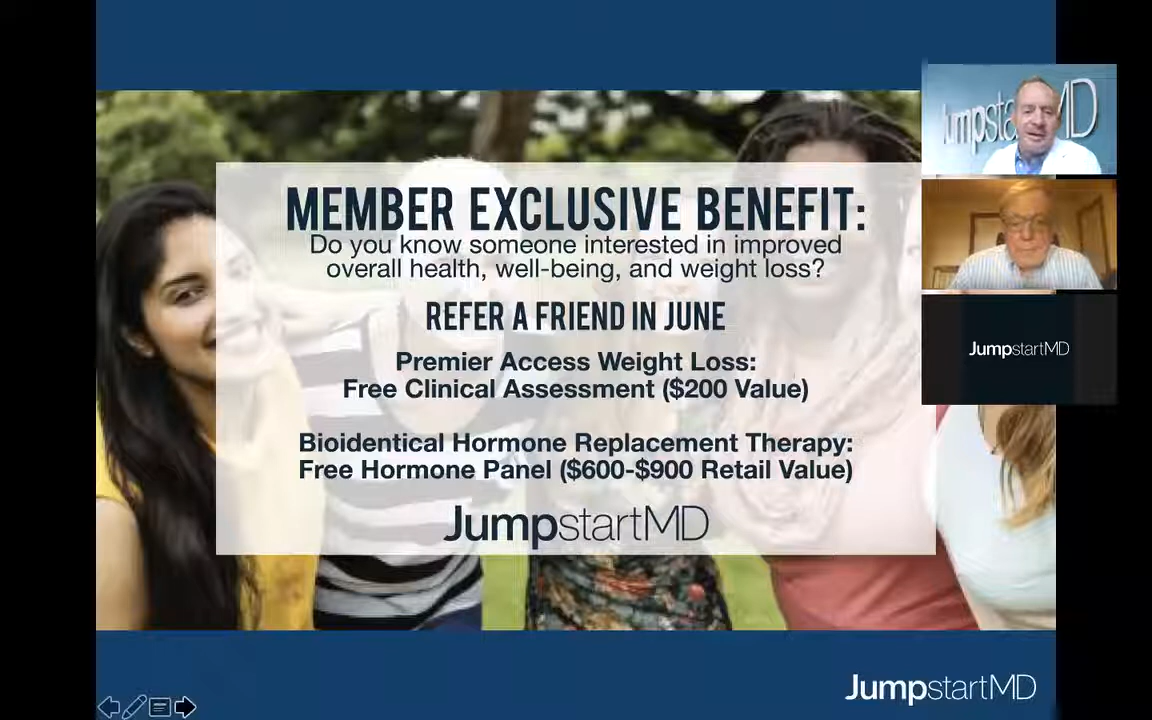 MEMBER EXCLUSIVE BENEFIT:
Do you know someone interested in improved
overall health, well-being, and weight loss?
REFER A FRIEND IN JUNE
Premier Access Weight Loss:
Free Clinical Assessment ($200 Value)
Bioidentical Hormone Replacement Therapy:
Free Hormone Panel ($600-$900 Retail Value)
JumpstartMD
JumpstartMD
JumpstartMD